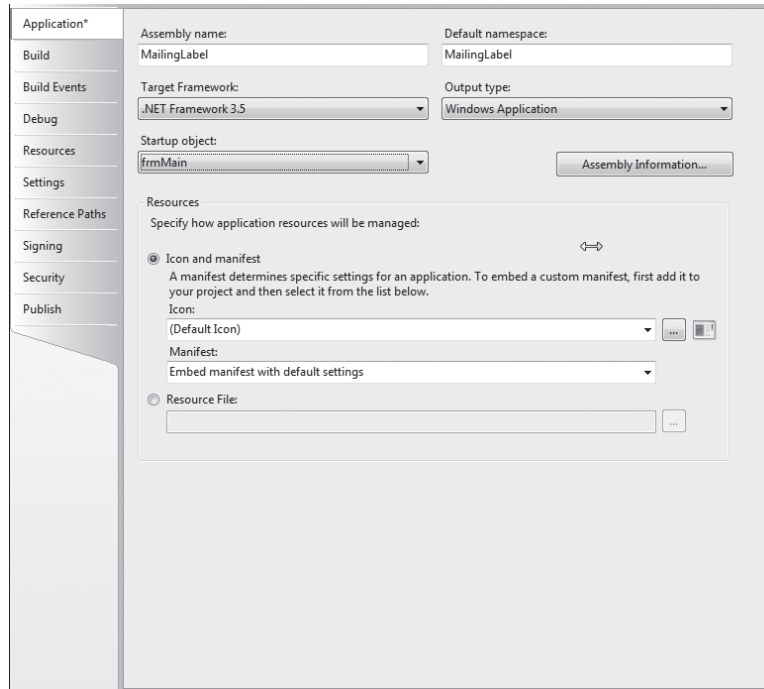 Application*
Build
Build Events
Debug
Resources
Settings
Reference Paths
Signing
Security
Publish
Assembly name:
Default namespace:
MailingLabel
MailingLabel
Target Framework:
Output type:
.NET Framework 3.5
Windows Application
Startup object:
frmMain
Assembly Information...
Resources
Specify how application resources will be managed:
Icon and manifest
A manifest determines specific settings for an application. To embed a custom manifest, first add it to
your project and then select it from the list below.
Icon:
(Default Icon)
...
Manifest:
Embed manifest with default settings
Resource File:
...